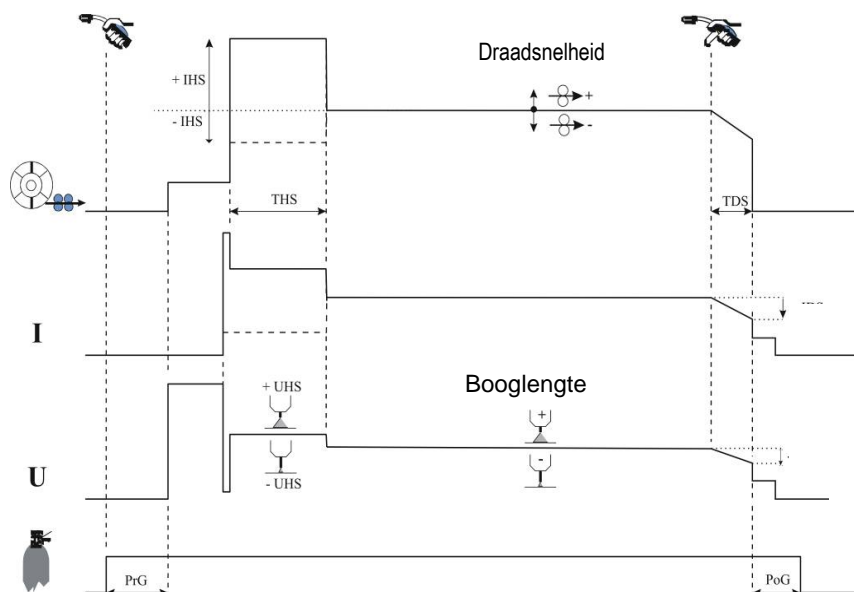 Draadsnelheid
+ IHS
- IHS
+
-
THS
TDS
I
Booglengte
+ UHS
+
-
- UHS
U
PrG
PoG